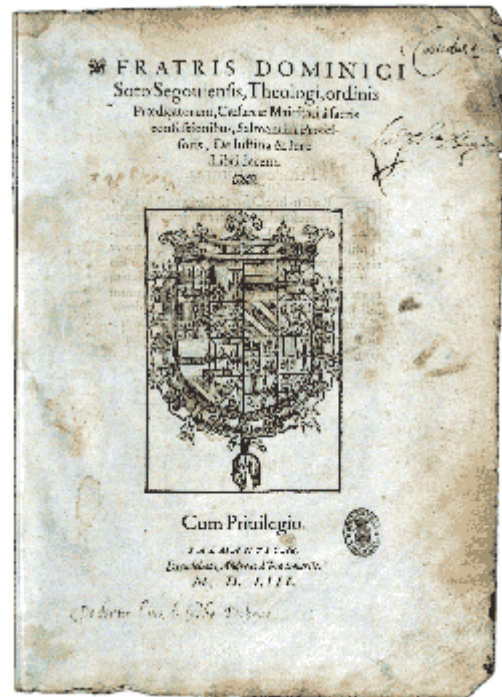 FRATRIS DOMINICI
Soto Segouiensis, Theologi, ordinis
Prædicatorum, Cæsareæ Maiestati à sacris
confessionibus, Salmantini Profes-
soris, De Iustitia & Iure
Libri decem.
Cum Priuilegio.
SALMANTICAE.
Excudebat Andreas à Portonariis.
M. D. LIII.